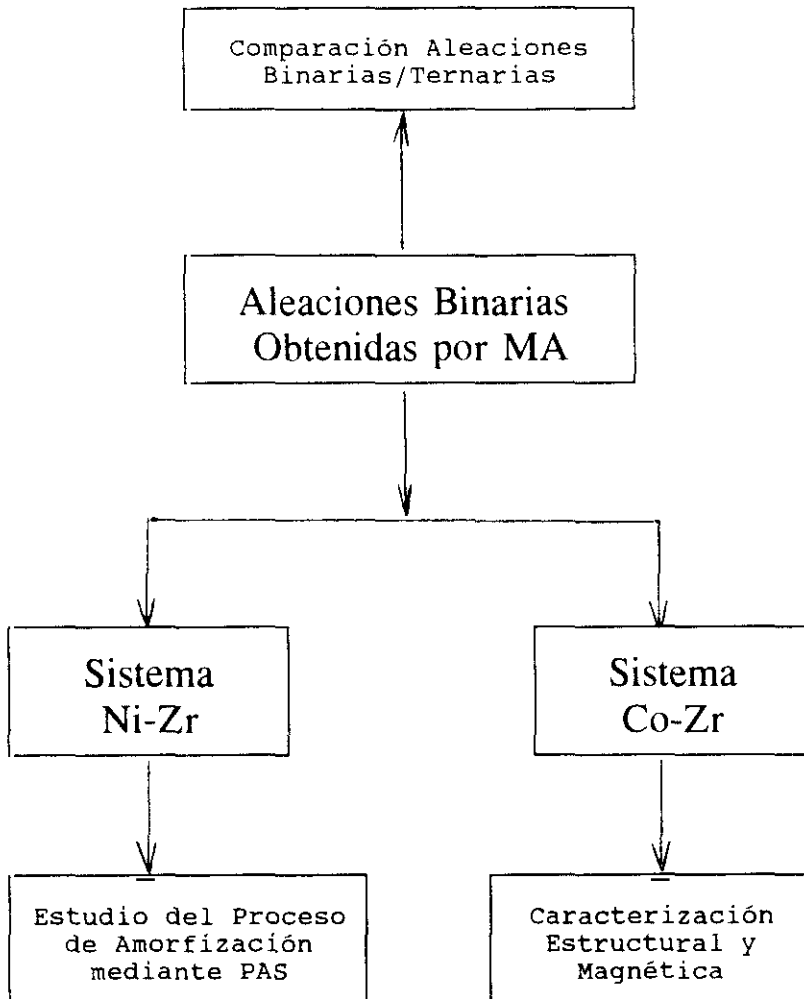 Comparación Aleaciones
Binarias/Ternarias
Aleaciones Binarias
Obtenidas por MA
Sistema
Ni-Zr
Sistema
Co-Zr
Estudio del Proceso
de Amorfización
mediante PAS
Caracterización
Estructural y
Magnética